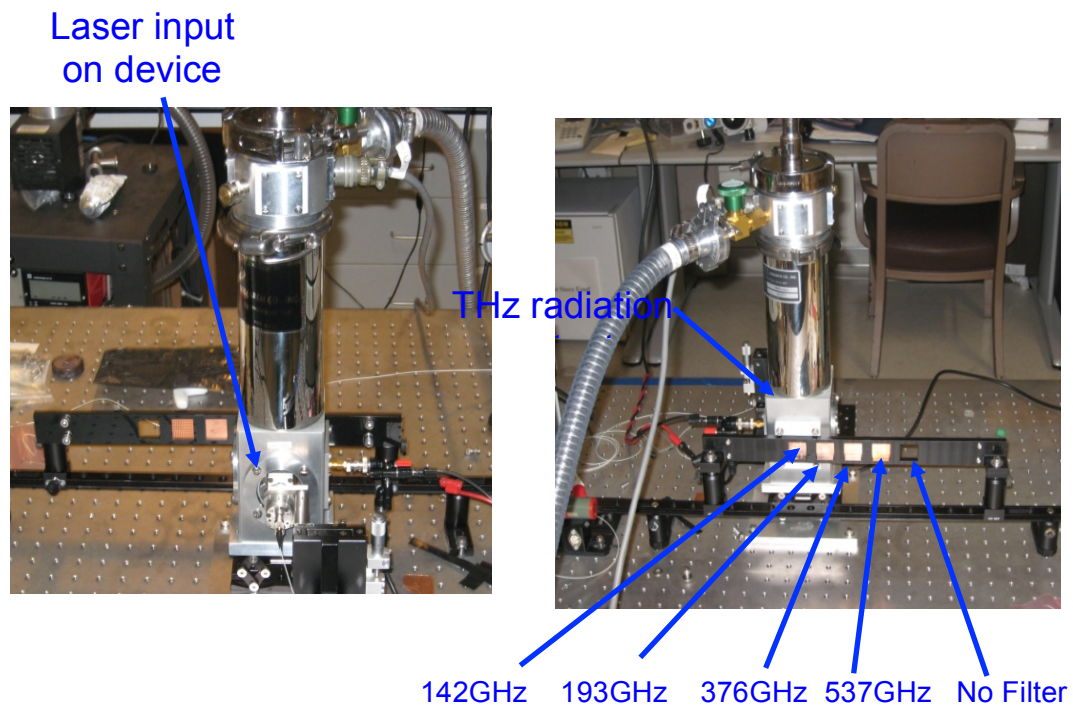 Laser input
on device
THz radiation
142GHz
193GHz
376GHz
537GHz
No Filter